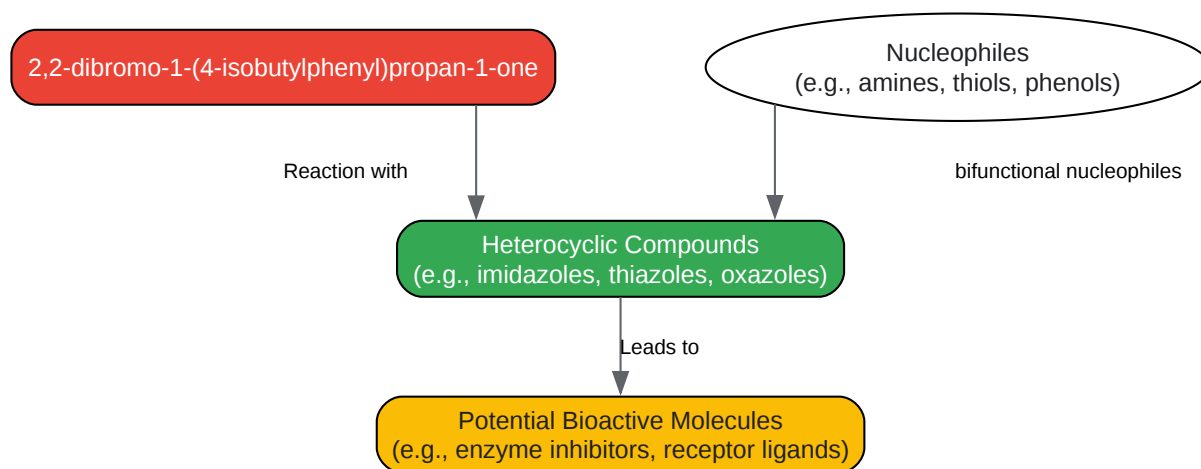 2,2-dibromo-1-(4-isobutylphenyl)propan-1-one
Nucleophiles
(e.g., amines, thiols, phenols)
Reaction with
bifunctional nucleophiles
Heterocyclic Compounds
(e.g., imidazoles, thiazoles, oxazoles)
Leads to
Potential Bioactive Molecules
(e.g., enzyme inhibitors, receptor ligands)